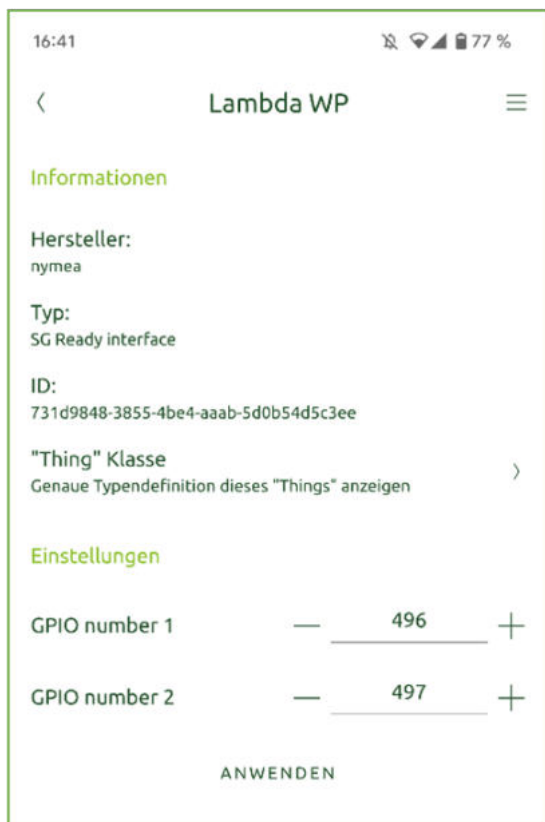 16:41 77 %
Lambda WP
Informationen
Hersteller:
nymea
Typ:
SG Ready interface
ID:
731d9848-3855-4be4-aaab-5d0b54d5c3ee
"Thing" Klasse
Genaue Typendefinition dieses "Things" anzeigen
Einstellungen
GPIO number 1 — 496 +
GPIO number 2 — 497 +
ANWENDEN